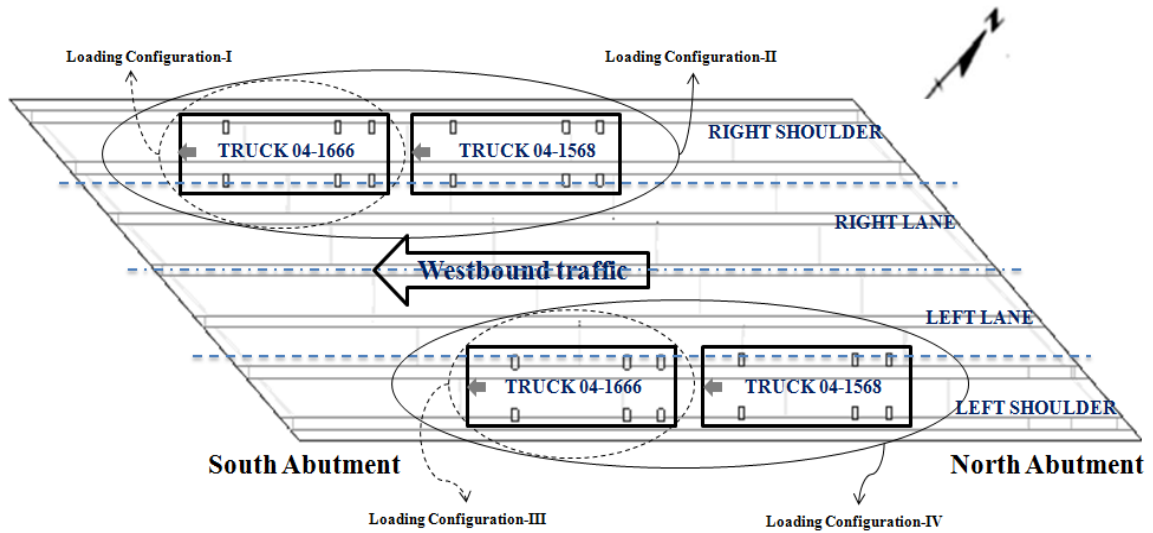 Loading Configuration-I
Loading Configuration-II
N
RIGHT SHOULDER
TRUCK 04-1666
TRUCK 04-1568
RIGHT LANE
Westbound traffic
LEFT LANE
TRUCK 04-1666
TRUCK 04-1568
LEFT SHOULDER
South Abutment
North Abutment
Loading Configuration-III
Loading Configuration-IV